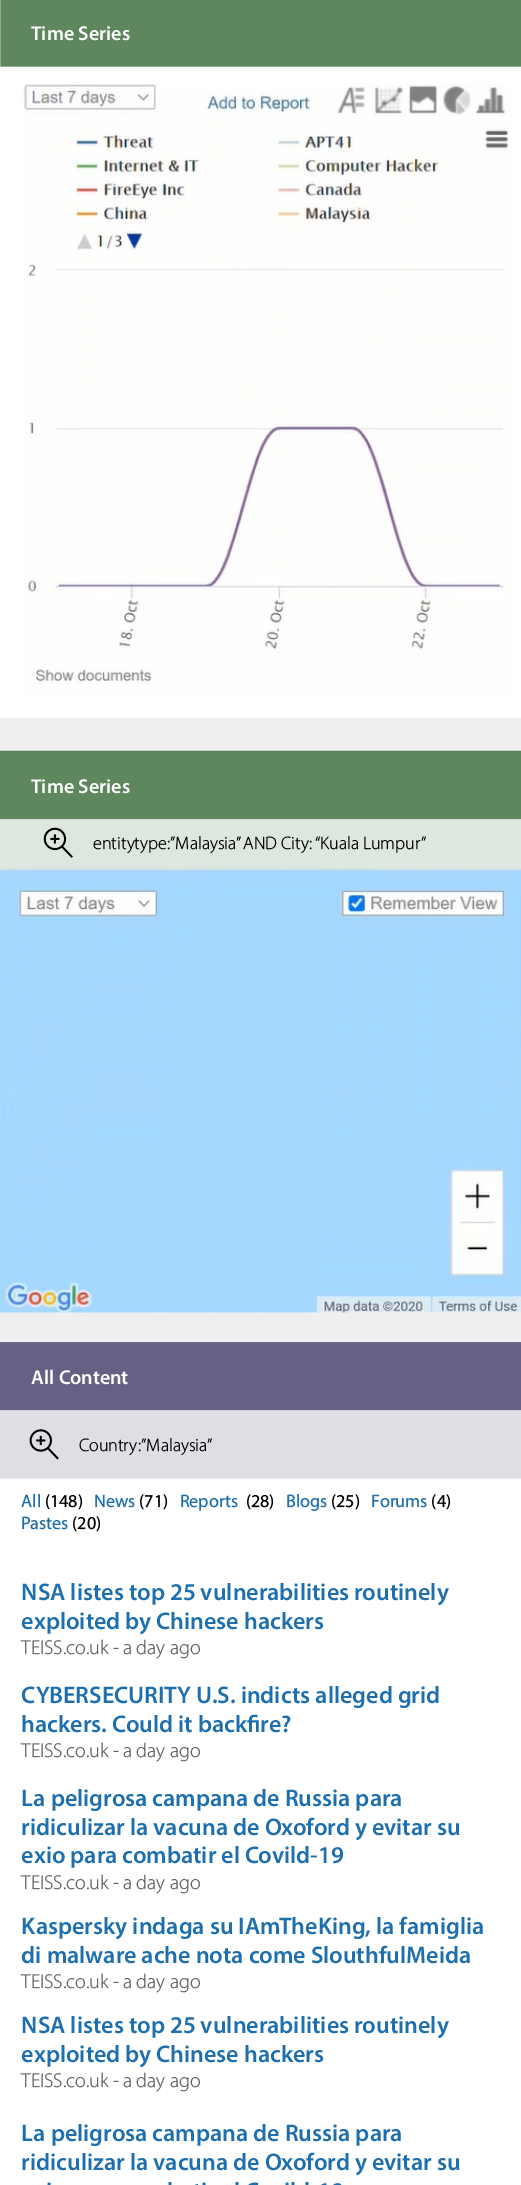 Time Series
Last 7 days
Add to Report
Threat
Internet & IT
FireEye Inc
China
APT41
Computer Hacker
Canada
Malaysia
1/3
2
1
0
18. Oct
20. Oct
22. Oct
Show documents
Time Series
entitytype:”Malaysia” AND City: “Kuala Lumpur”
Last 7 days
Remember View
+
−
Google
Map data ©2020
Terms of Use
All Content
Country:”Malaysia”
All (148) News (71) Reports (28) Blogs (25) Forums (4)
Pastes (20)
NSA listes top 25 vulnerabilities routinely
exploited by Chinese hackers
TEISS.co.uk - a day ago
CYBERSECURITY U.S. indicts alleged grid
hackers. Could it backfire?
TEISS.co.uk - a day ago
La peligrosa campana de Russia para
ridiculizar la vacuna de Oxoford y evitar su
exio para combatir el Covild-19
TEISS.co.uk - a day ago
Kaspersky indaga su IAmTheKing, la famiglia
di malware ache nota come SlouthfulMeida
TEISS.co.uk - a day ago
NSA listes top 25 vulnerabilities routinely
exploited by Chinese hackers
TEISS.co.uk - a day ago
La peligrosa campana de Russia para
ridiculizar la vacuna de Oxoford y evitar su